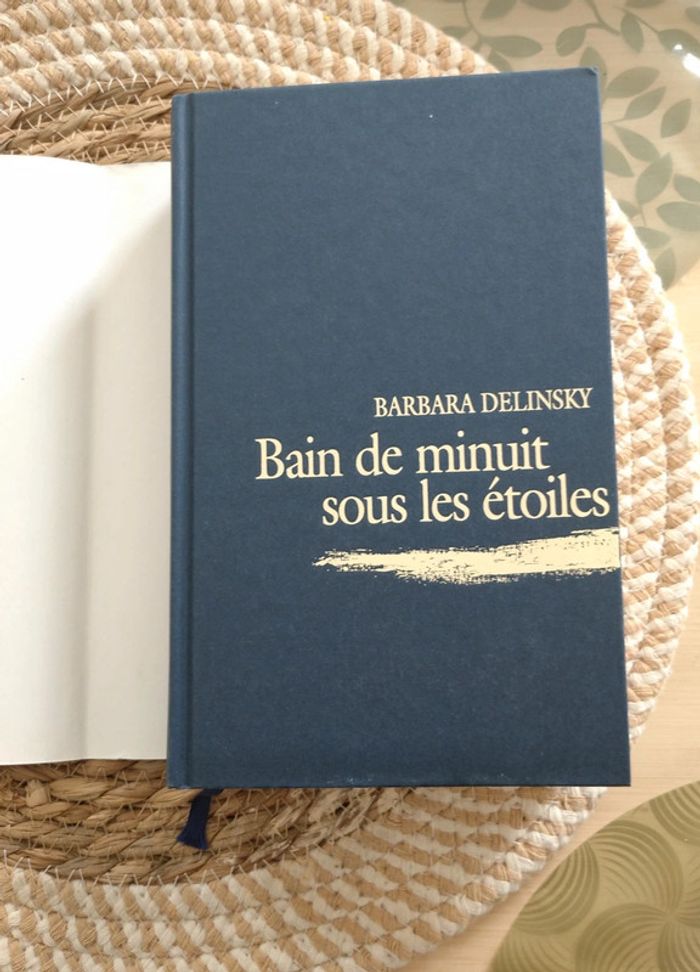 BARBARA DELINSKY
Bain de minuit
sous les étoiles